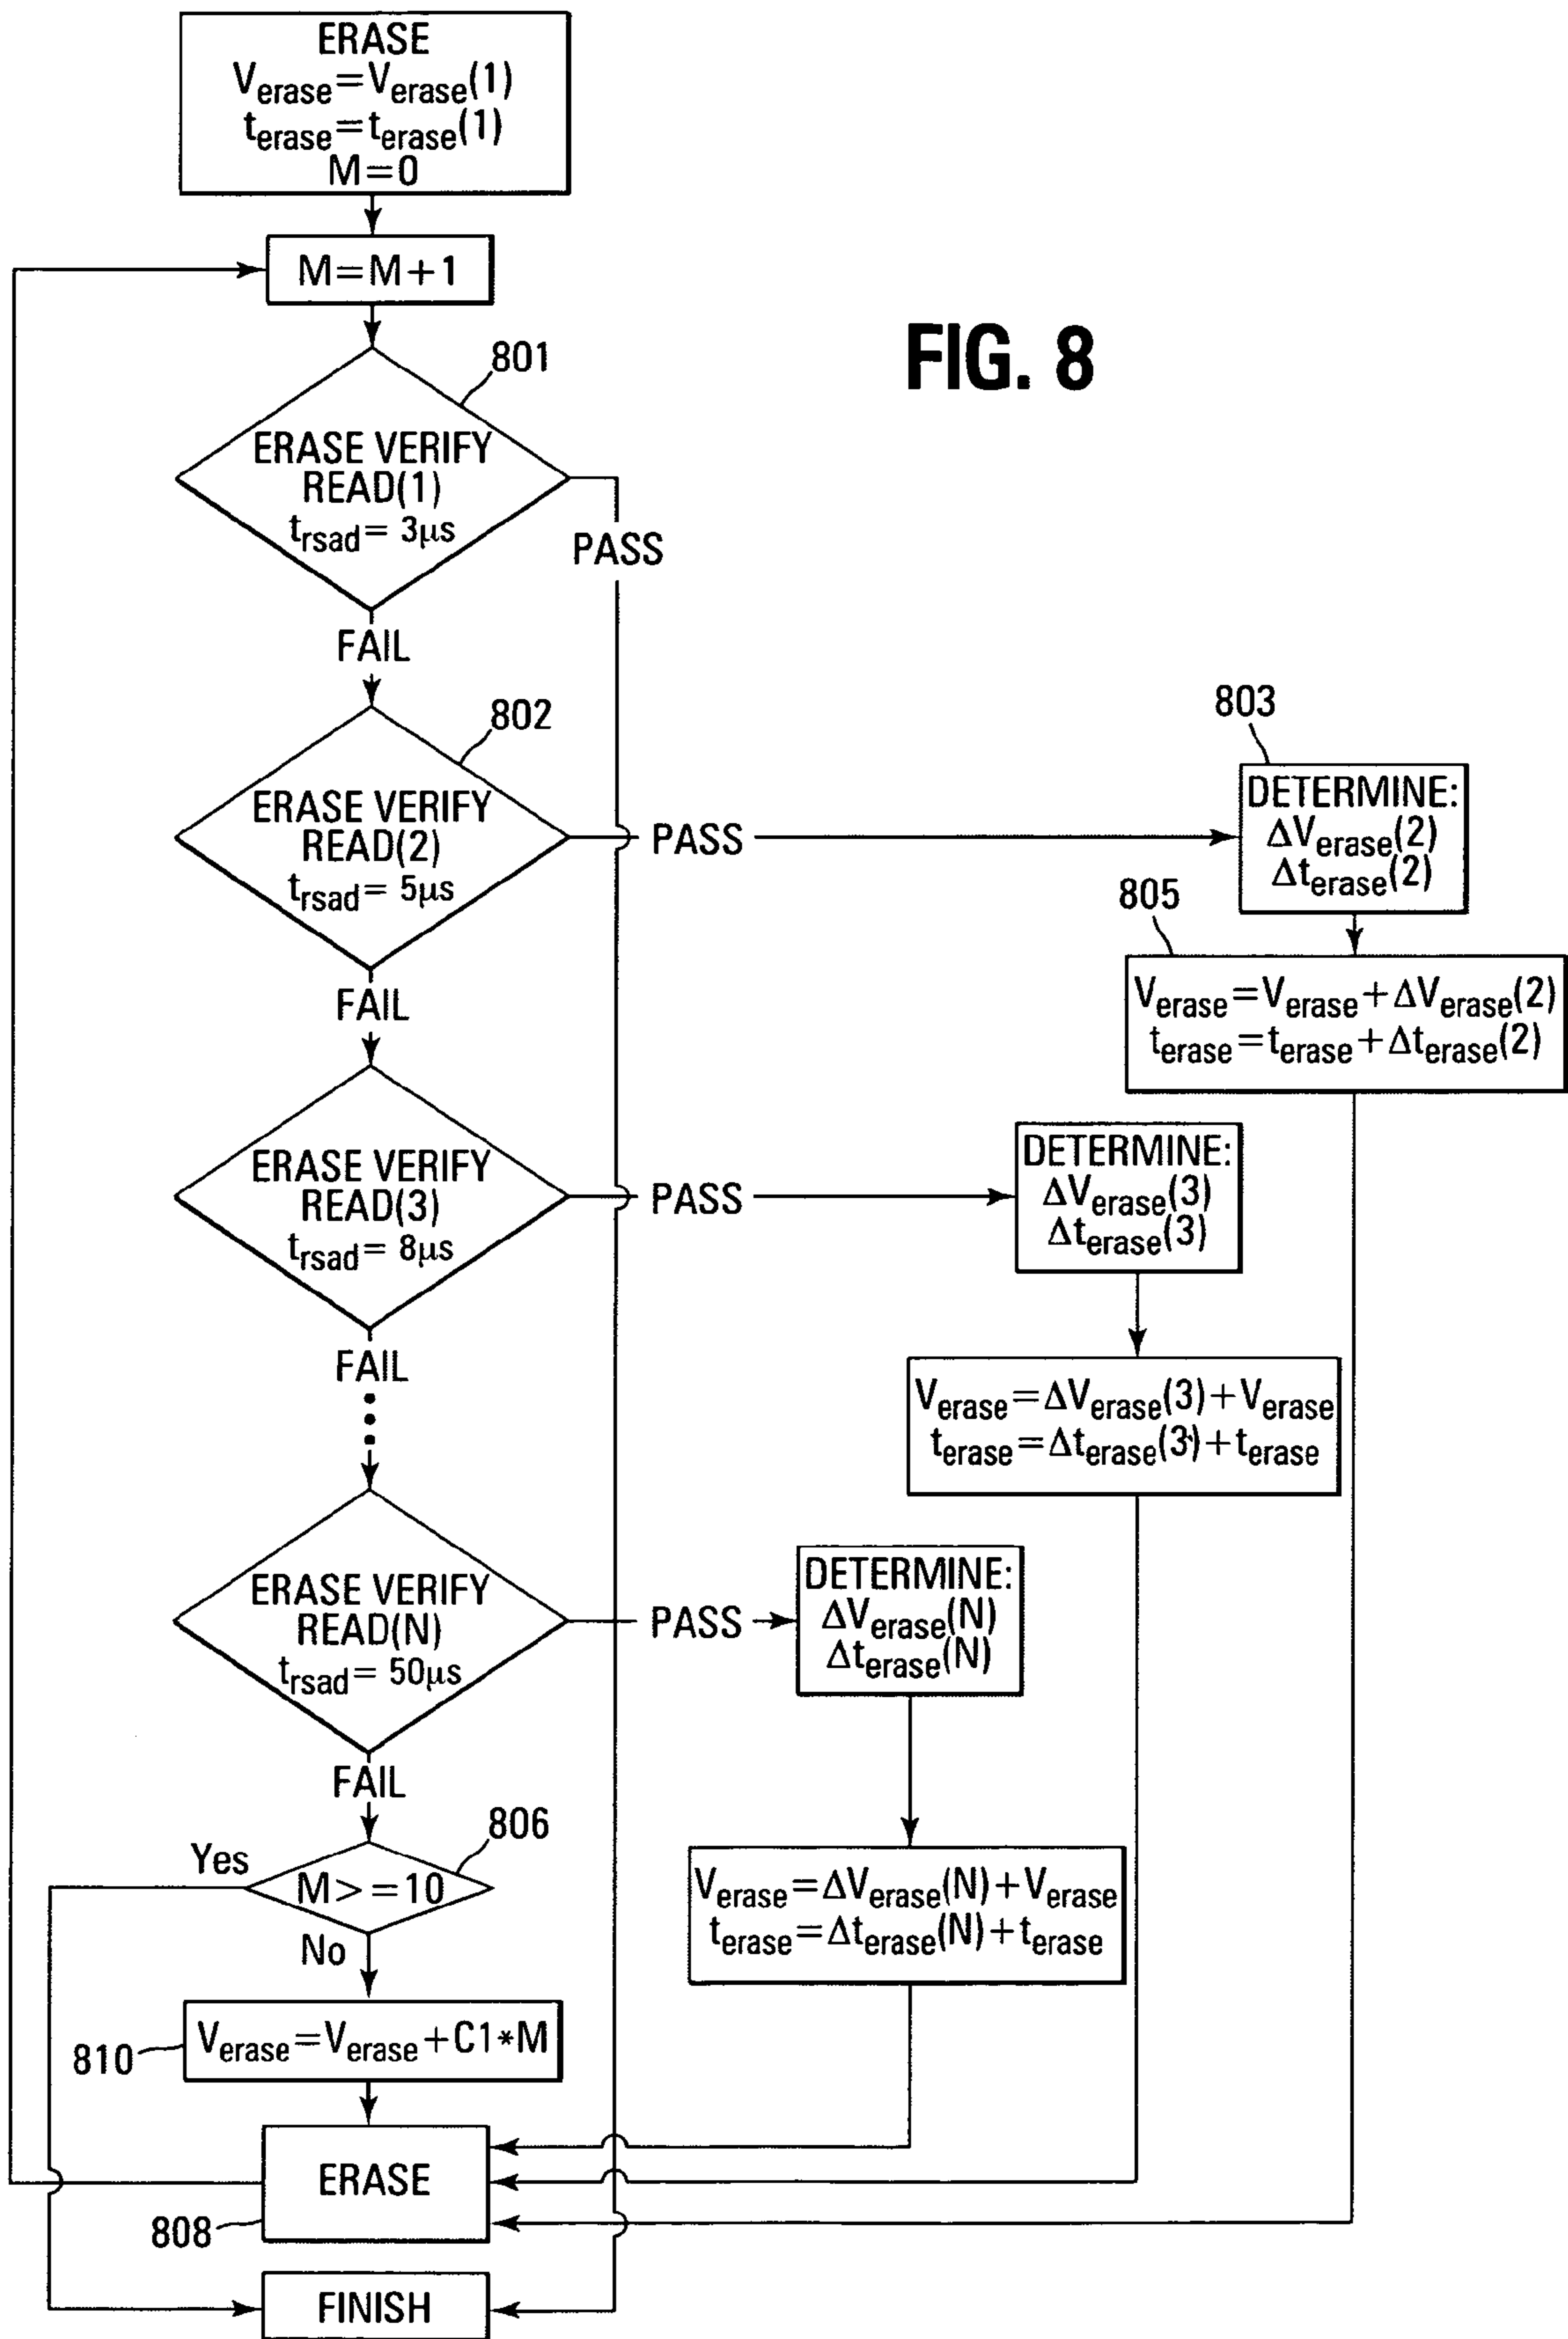 ERASE
Verase=Verase(1)
terase=terase(1)
M=0
M=M+1
FIG. 8
801
ERASE VERIFY
READ(1)
trsad= 3μs
PASS
FAIL
802
ERASE VERIFY
READ(2)
trsad= 5μs
PASS
803
DETERMINE:
ΔVerase(2)
Δterase(2)
805
Verase=Verase+ΔVerase(2)
terase=terase+Δterase(2)
FAIL
ERASE VERIFY
READ(3)
trsad= 8μs
PASS
DETERMINE:
ΔVerase(3)
Δterase(3)
Verase=ΔVerase(3)+Verase
terase=Δterase(3)+terase
FAIL
ERASE VERIFY
READ(N)
trsad= 50μs
PASS
DETERMINE:
ΔVerase(N)
Δterase(N)
Verase=ΔVerase(N)+Verase
terase=Δterase(N)+terase
FAIL
806
Yes
M>=10
No
810
Verase=Verase+C1*M
ERASE
808
FINISH